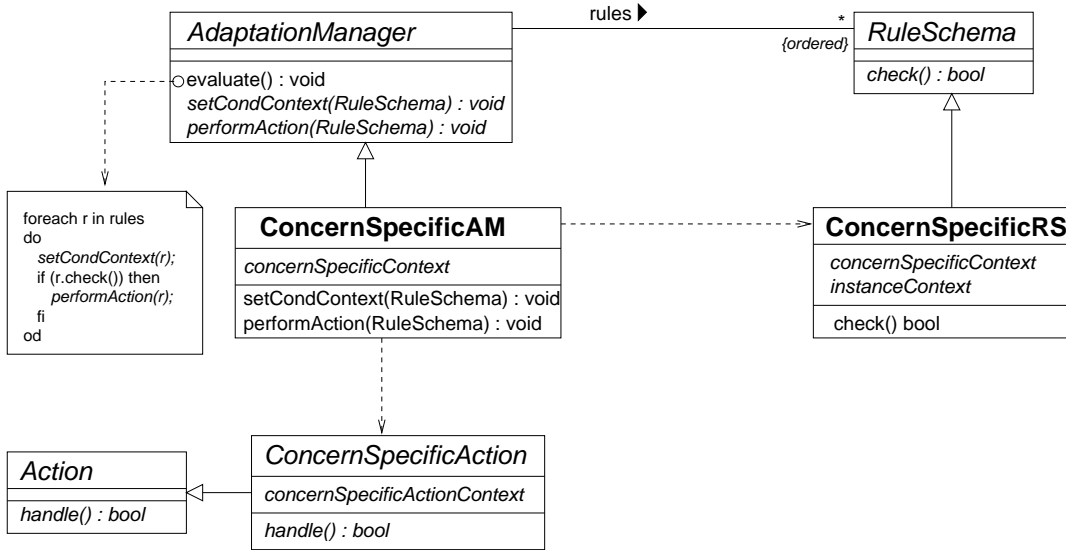 rules
*
{ordered}
AdaptationManager
evaluate() : void
setCondContext(RuleSchema) : void
performAction(RuleSchema) : void
RuleSchema
check() : bool
foreach r in rules
do
setCondContext(r);
if (r.check()) then
performAction(r);
fi
od
ConcernSpecificAM
concernSpecificContext
setCondContext(RuleSchema) : void
performAction(RuleSchema) : void
ConcernSpecificRS
concernSpecificContext
instanceContext
check() bool
Action
handle() : bool
ConcernSpecificAction
concernSpecificActionContext
handle() : bool